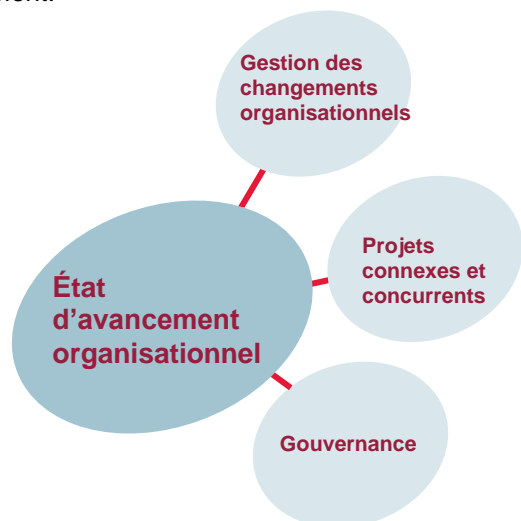 Gestion des
changements
organisationnels
Projets
connexes et
concurrents
État
d’avancement
organisationnel
Gouvernance